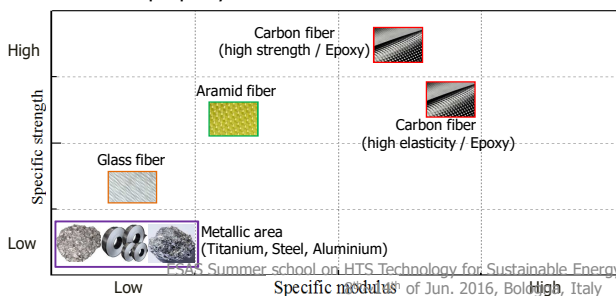 High
Carbon fiber
(high strength / Epoxy)
Aramid fiber
Carbon fiber
(high elasticity / Epoxy)
Specific strength
Glass fiber
Low
Metallic area
(Titanium, Steel, Aluminium)
ESAS Summer school on HTS Technology for Sustainable Energy
Low
Specific modulus
High
of Jun. 2016, Bologna, Italy